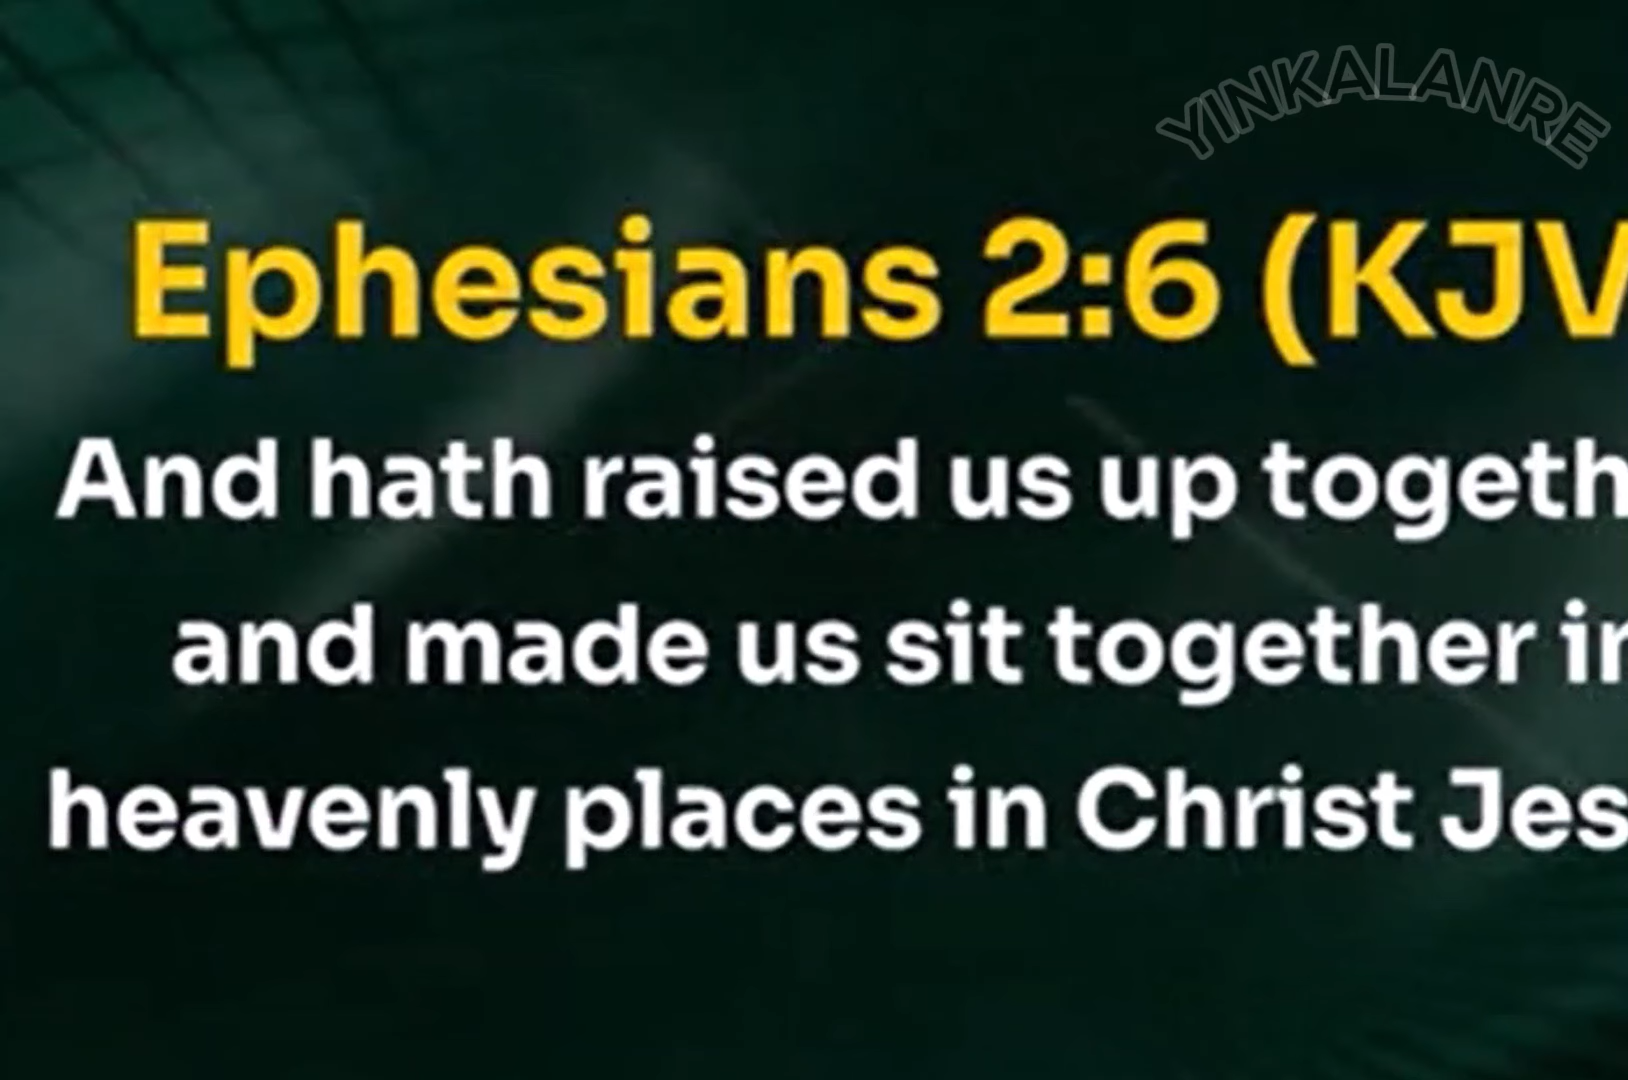 YINKALANRE
Ephesians 2:6 (KJV
And hath raised us up togeth
and made us sit together in
heavenly places in Christ Jes